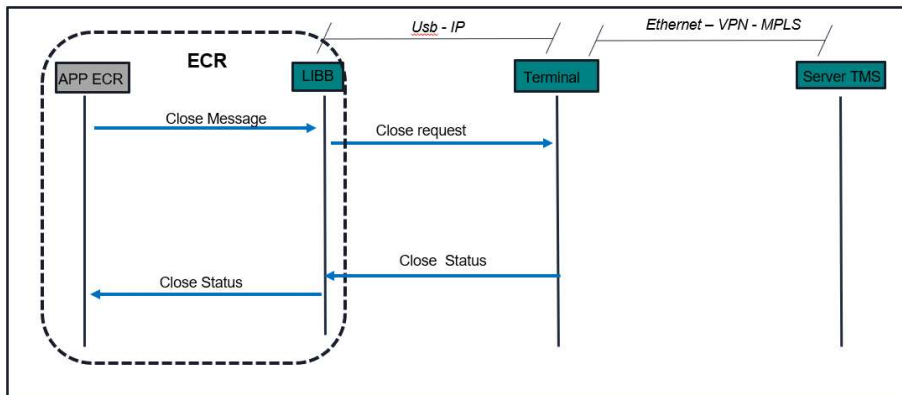 Usb - IP
Ethernet – VPN - MPLS
ECR
APP ECR
LIBB
Terminal
Server TMS
Close Message
Close request
Close Status
Close Status